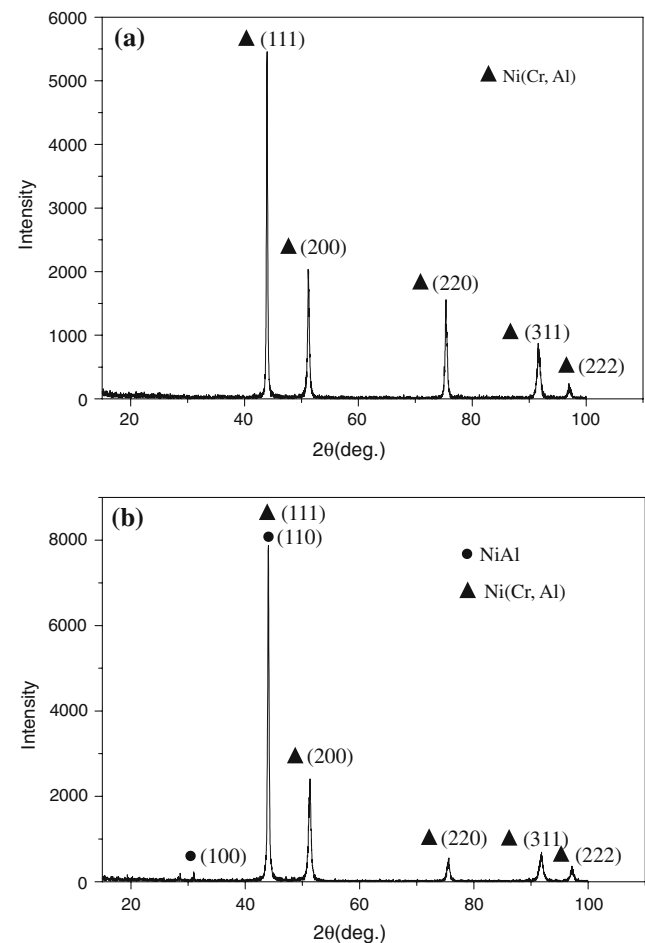 6000
(a)
▲ (111)
▲ Ni(Cr, Al)
5000
4000
Intensity
3000
▲ (200)
2000
▲ (220)
1000
▲ (311)
▲ (222)
0
20 40 60 80 100
2θ(deg.)
(b)
▲ (111)
● (110)
8000
● NiAl
▲ Ni(Cr, Al)
6000
Intensity
4000
▲ (200)
2000
▲ (220)
▲ (311)
▲ (222)
● (100)
0
20 40 60 80 100
2θ(deg.)